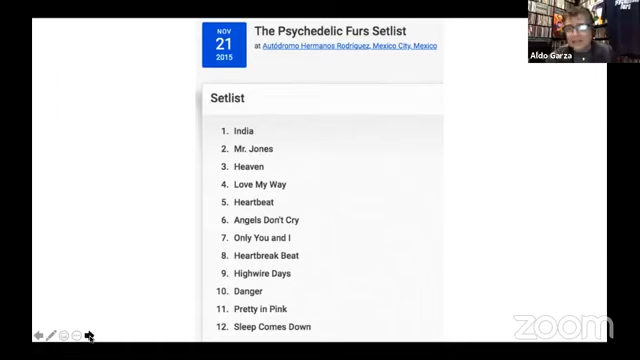 NOV
21
2015
The Psychedelic Furs Setlist
at Autódromo Hermanos Rodríguez, Mexico City, Mexico
Aldo Garza
Setlist
1. India
2. Mr. Jones
3. Heaven
4. Love My Way
5. Heartbeat
6. Angels Don't Cry
7. Only You and I
8. Heartbreak Beat
9. Highwire Days
10. Danger
11. Pretty in Pink
12. Sleep Comes Down
zoom